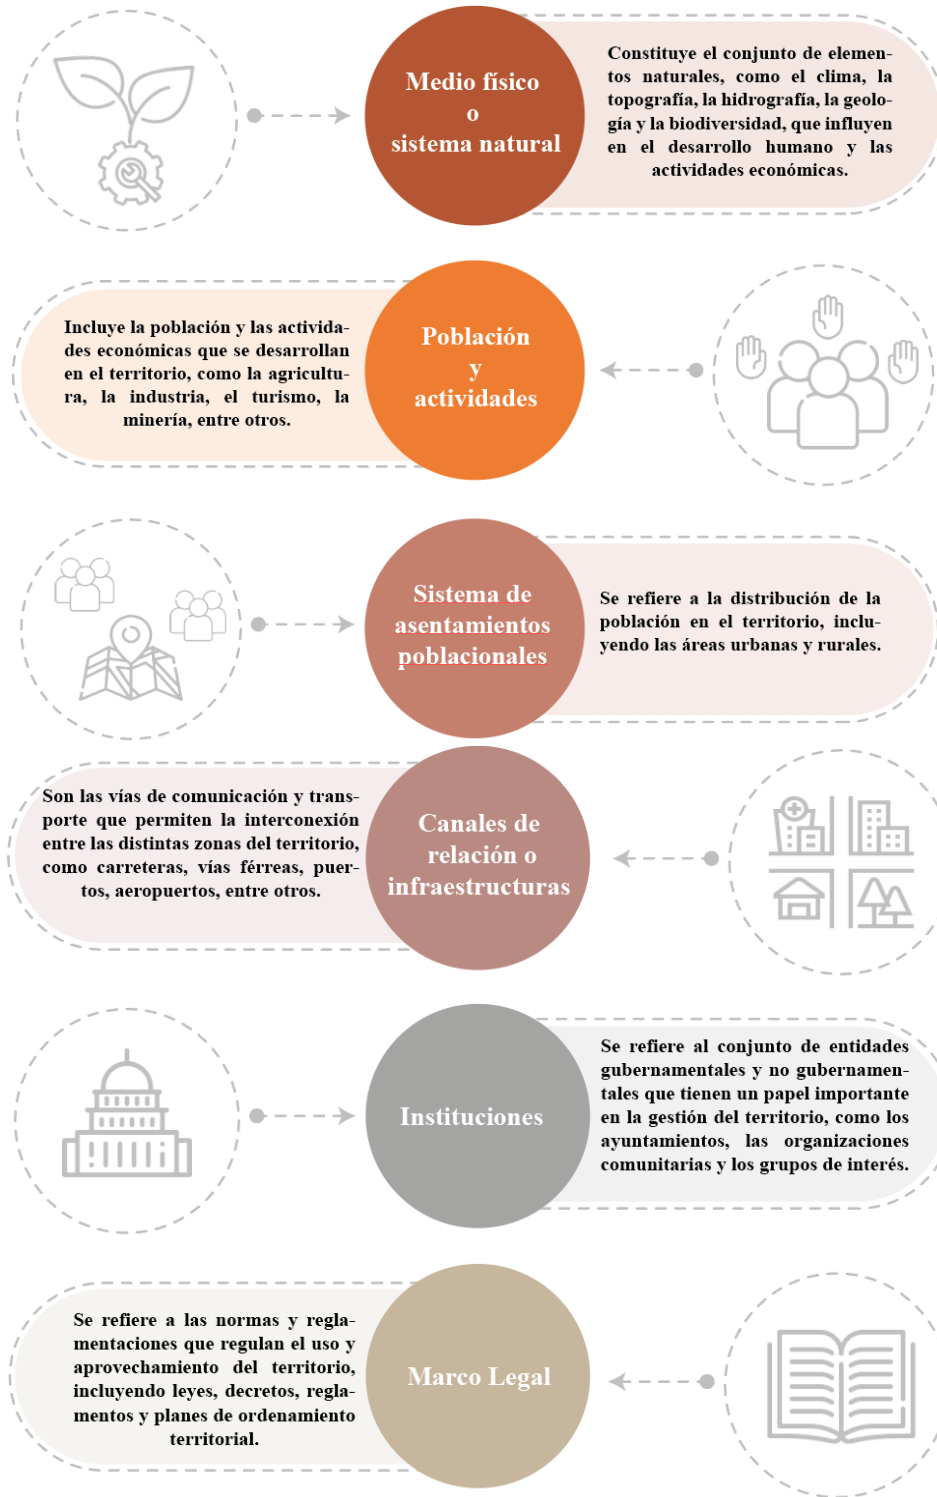 Medio físico
o
sistema natural
Constituye el conjunto de elemen-
tos naturales, como el clima, la
topografía, la hidrografía, la geolo-
gía y la biodiversidad, que influyen
en el desarrollo humano y las
actividades económicas.
Incluye la población y las activida-
des económicas que se desarrollan
en el territorio, como la agricultu-
ra, la industria, el turismo, la
minería, entre otros.
Población
y
actividades
Sistema de
asentamientos
poblacionales
Se refiere a la distribución de la
población en el territorio, inclu-
yendo las áreas urbanas y rurales.
Son las vías de comunicación y trans-
porte que permiten la interconexión
entre las distintas zonas del territorio,
como carreteras, vías férreas, puer-
tos, aeropuertos, entre otros.
Canales de
relación o
infraestructuras
Instituciones
Se refiere al conjunto de entidades
gubernamentales y no gubernamen-
tales que tienen un papel importante
en la gestión del territorio, como los
ayuntamientos, las organizaciones
comunitarias y los grupos de interés.
Se refiere a las normas y regla-
mentaciones que regulan el uso y
aprovechamiento del territorio,
incluyendo leyes, decretos, regla-
mentos y planes de ordenamiento
territorial.
Marco Legal